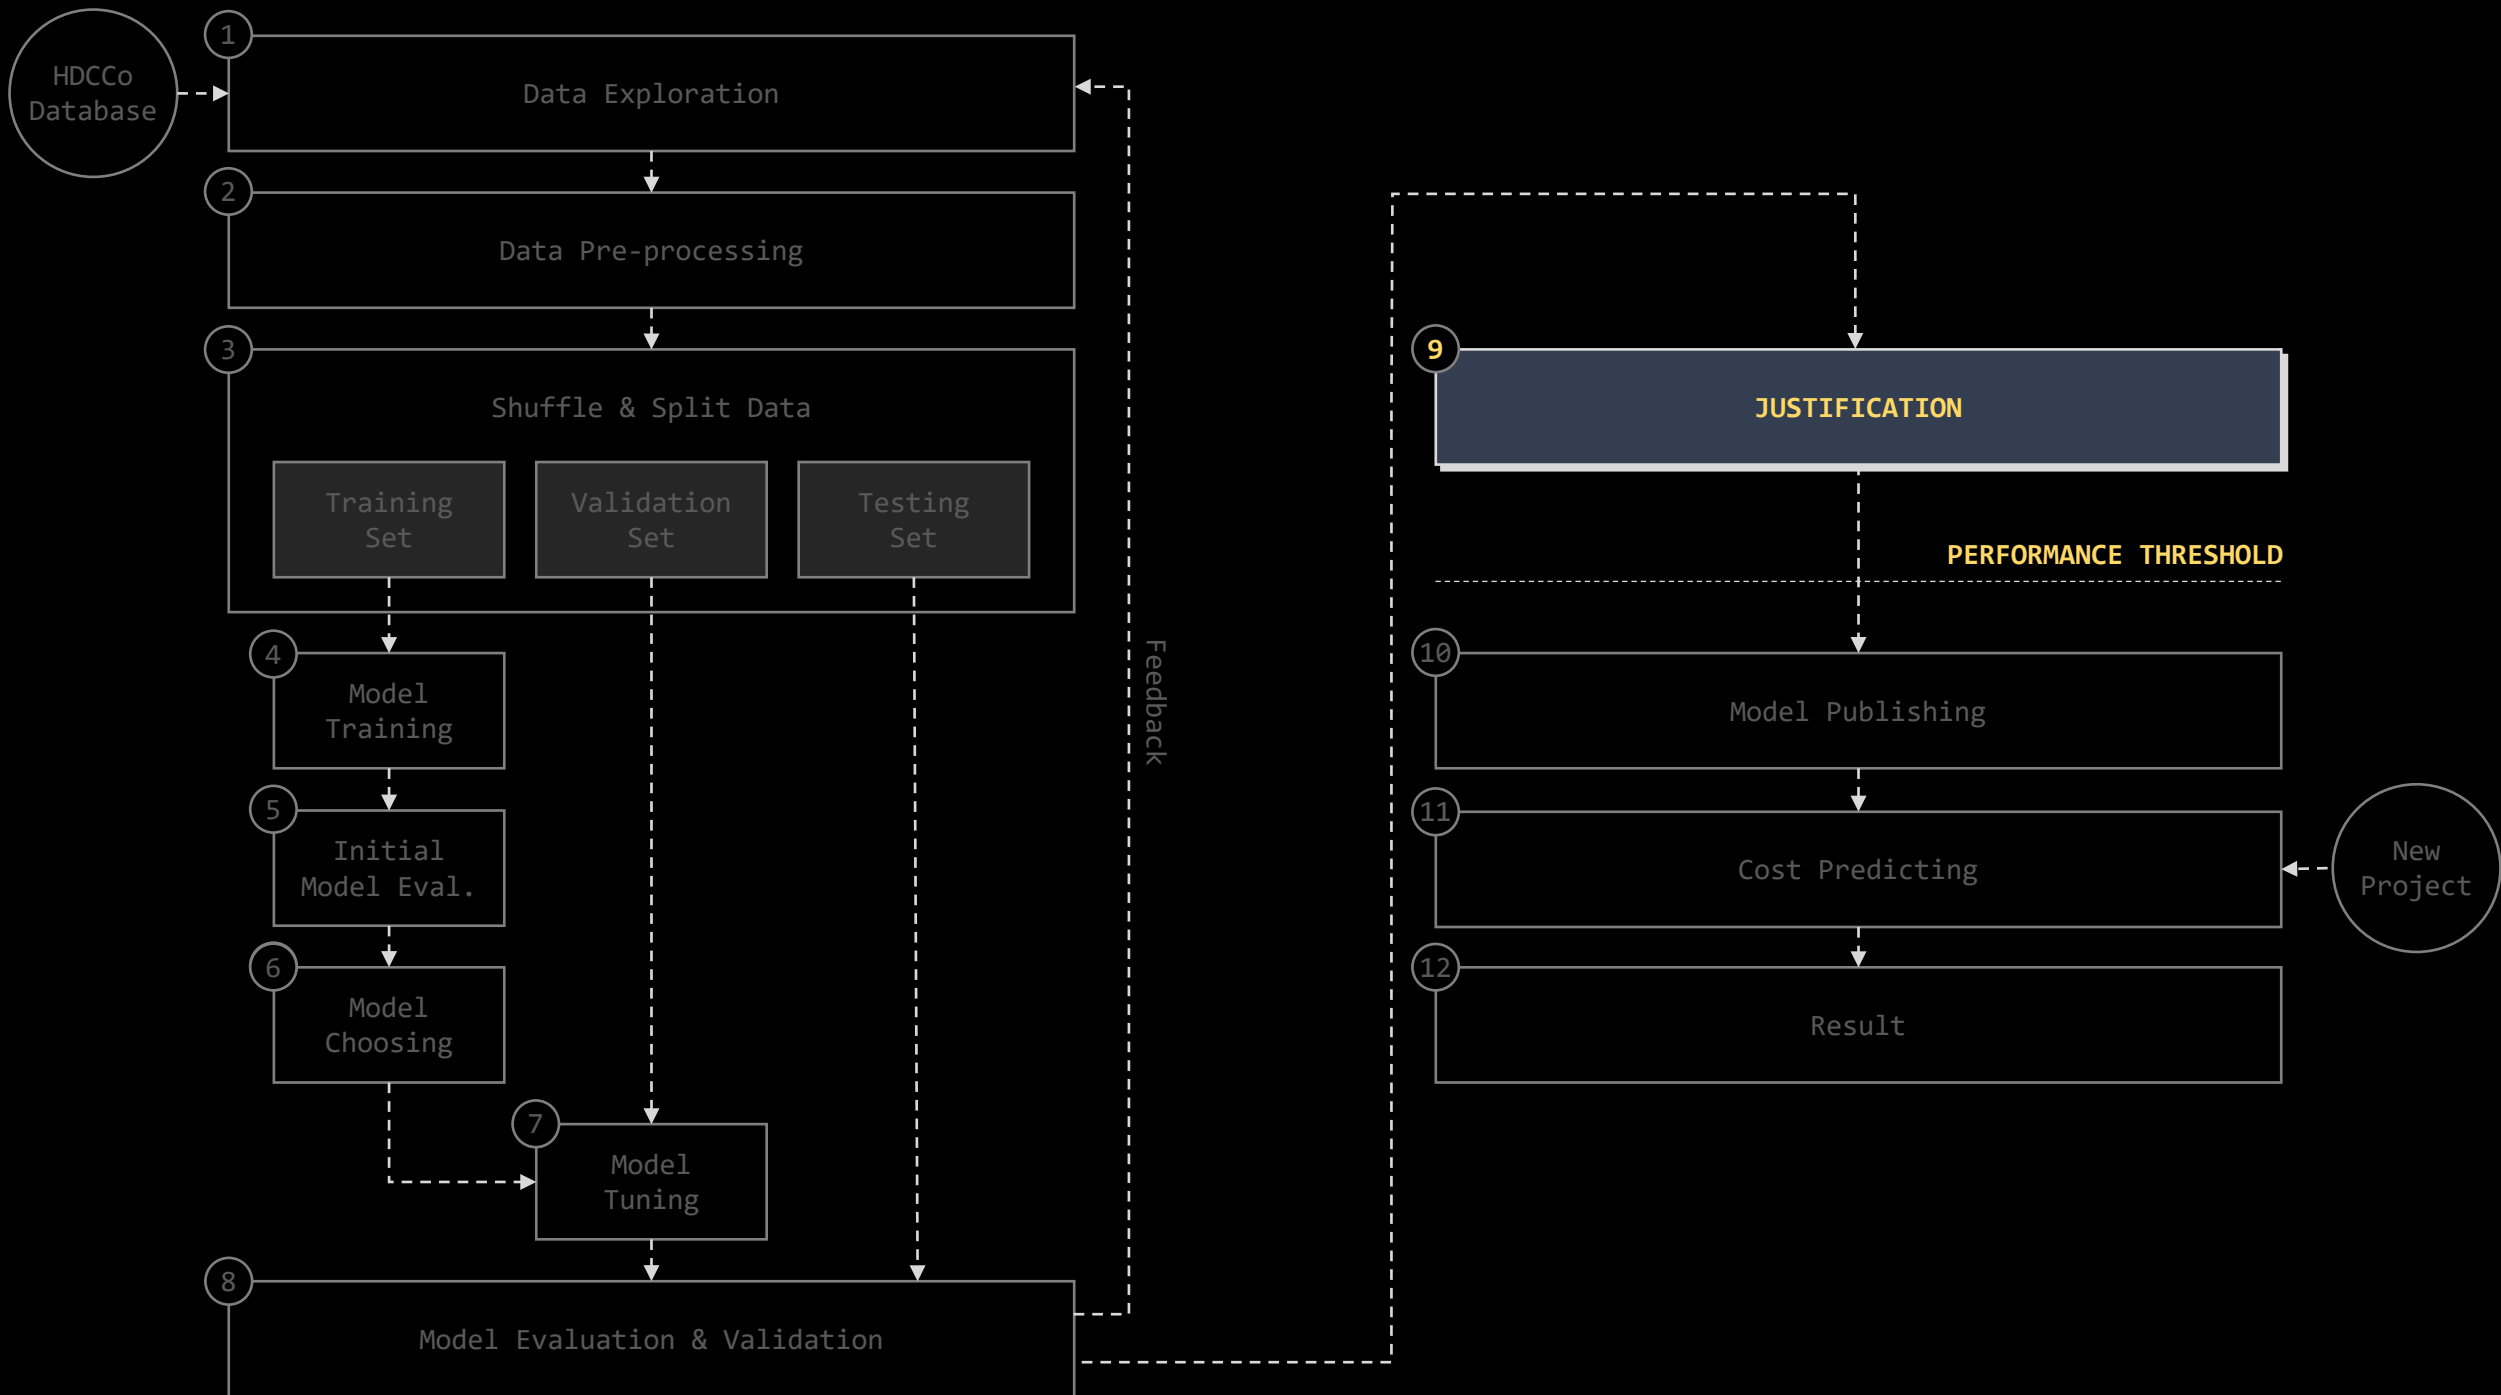 HDCCo
Database
1
Data Exploration
2
Data Pre-processing
3
Shuffle & Split Data
Training
Set
Validation
Set
Testing
Set
4
Model
Training
5
Initial
Model Eval.
6
Model
Choosing
7
Model
Tuning
8
Model Evaluation & Validation
Feedback
9
JUSTIFICATION
PERFORMANCE THRESHOLD
10
Model Publishing
11
Cost Predicting
New
Project
12
Result